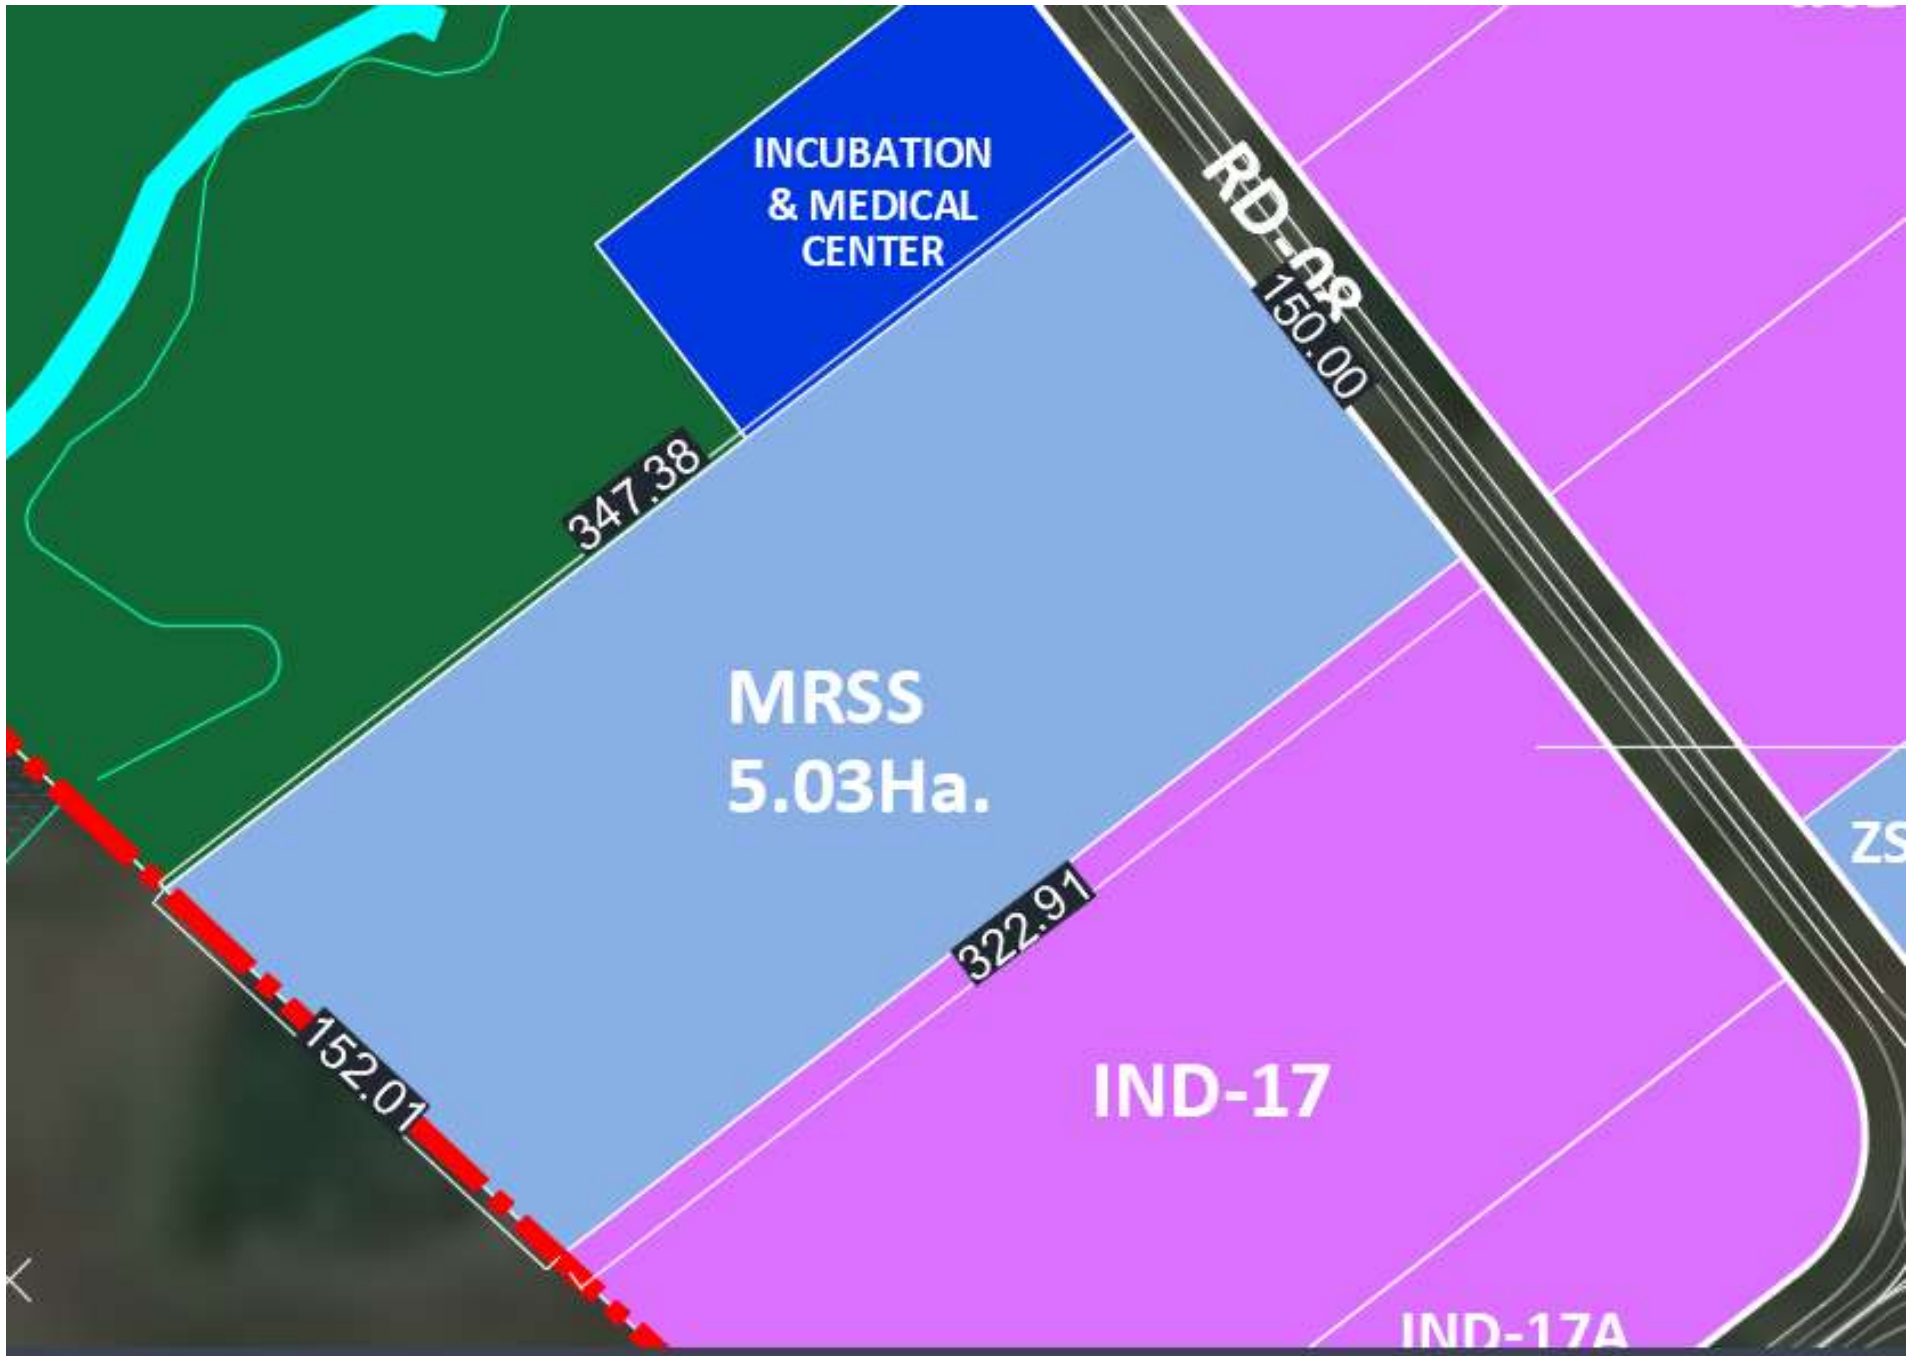 INCUBATION
& MEDICAL
CENTER
RD-08
150.00
347.38
MRSS
5.03Ha.
ZS
322.91
152.01
IND-17
IND-17A